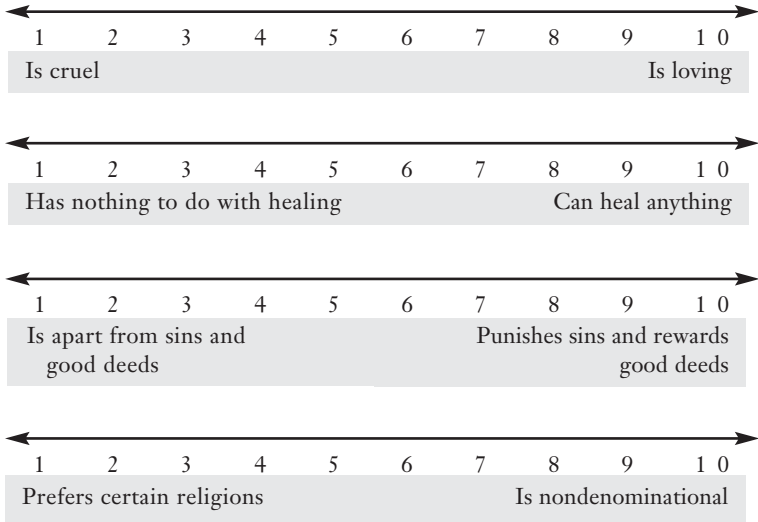 1 2 3 4 5 6 7 8 9 1 0
Is cruel Is loving
1 2 3 4 5 6 7 8 9 1 0
Has nothing to do with healing Can heal anything
1 2 3 4 5 6 7 8 9 1 0
Is apart from sins and Punishes sins and rewards
good deeds good deeds
1 2 3 4 5 6 7 8 9 1 0
Prefers certain religions Is nondenominational